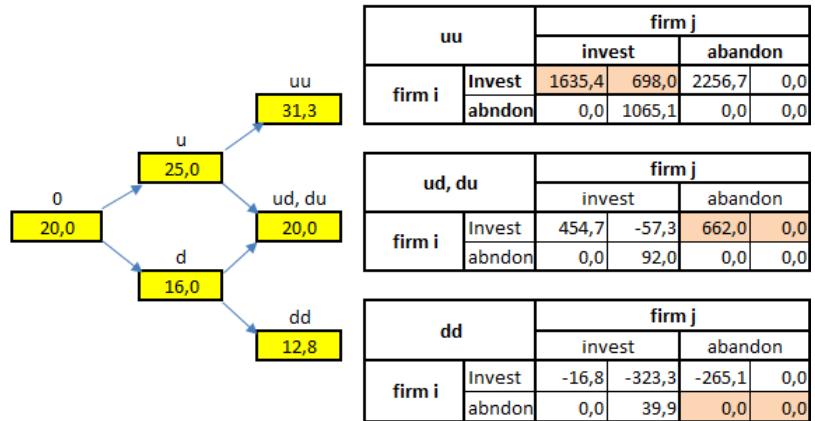 uu
firm j
invest abandon
firm i
Invest 1635,4 698,0 2256,7 0,0
abndon 0,0 1065,1 0,0 0,0
uu
31,3
u
25,0
0
20,0
ud, du
20,0
d
16,0
dd
12,8
ud, du
firm j
invest abandon
firm i
Invest 454,7 -57,3 662,0 0,0
abndon 0,0 92,0 0,0 0,0
dd
firm j
invest abandon
firm i
Invest -16,8 -323,3 -265,1 0,0
abndon 0,0 39,9 0,0 0,0